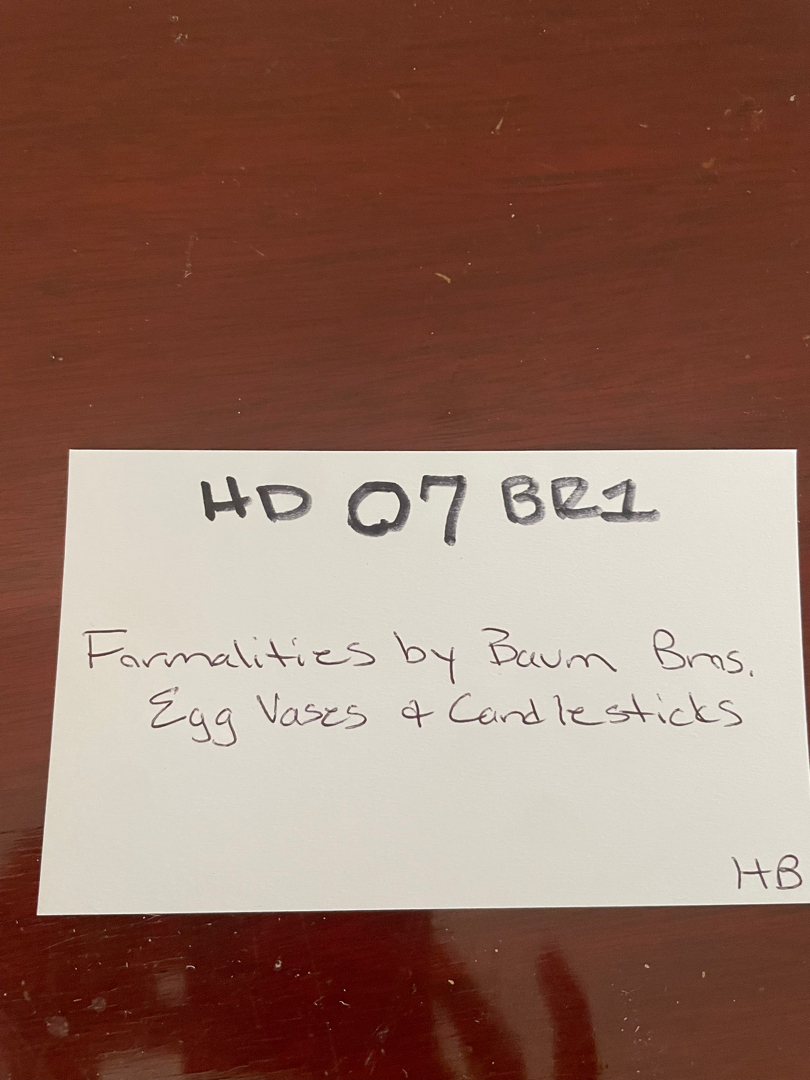 HD 07 BR1
Formalities by Baum Bros.
Egg Vases & Candlesticks
HB